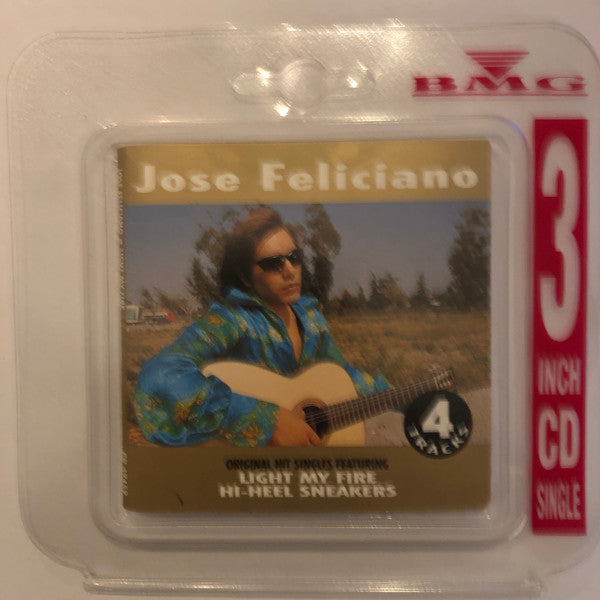 BMG
Jose Feliciano
4
TRACKS
ORIGINAL HIT SINGLES FEATURING
LIGHT MY FIRE
HI-HEEL SNEAKERS
3
INCH
CD
SINGLE